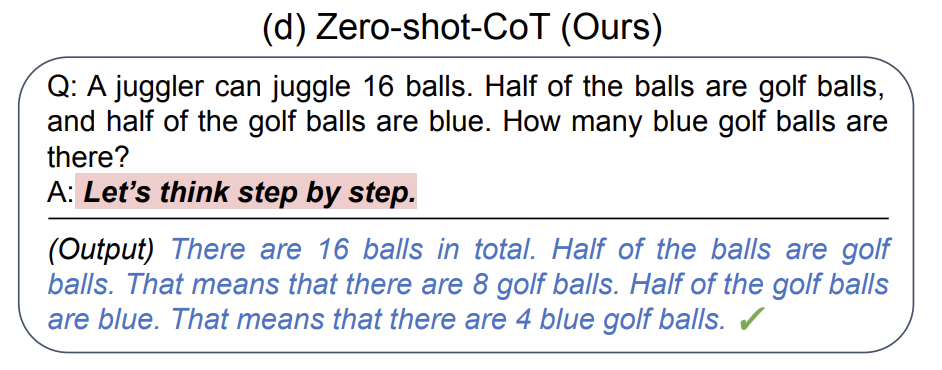 (d) Zero-shot-CoT (Ours)
Q: A juggler can juggle 16 balls. Half of the balls are golf balls,
and half of the golf balls are blue. How many blue golf balls are
there?
A: Let’s think step by step.
(Output) There are 16 balls in total. Half of the balls are golf
balls. That means that there are 8 golf balls. Half of the golf balls
are blue. That means that there are 4 blue golf balls. ✓